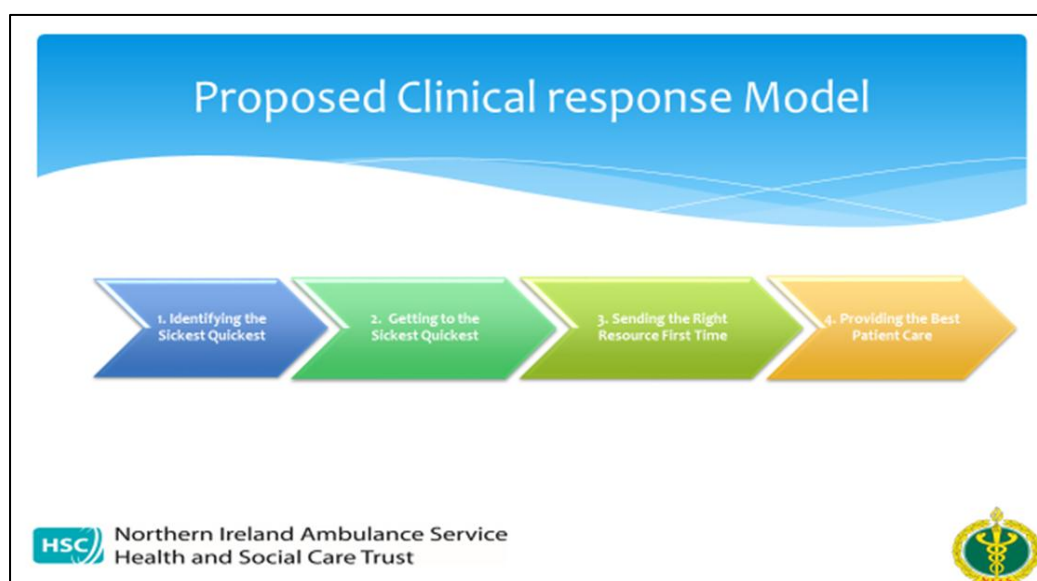 Proposed Clinical response Model
1. Identifying the
Sickest Quickest
2. Getting to the
Sickest Quickest
3. Sending the Right
Resource First Time
4. Providing the Best
Patient Care
HSC
Northern Ireland Ambulance Service
Health and Social Care Trust